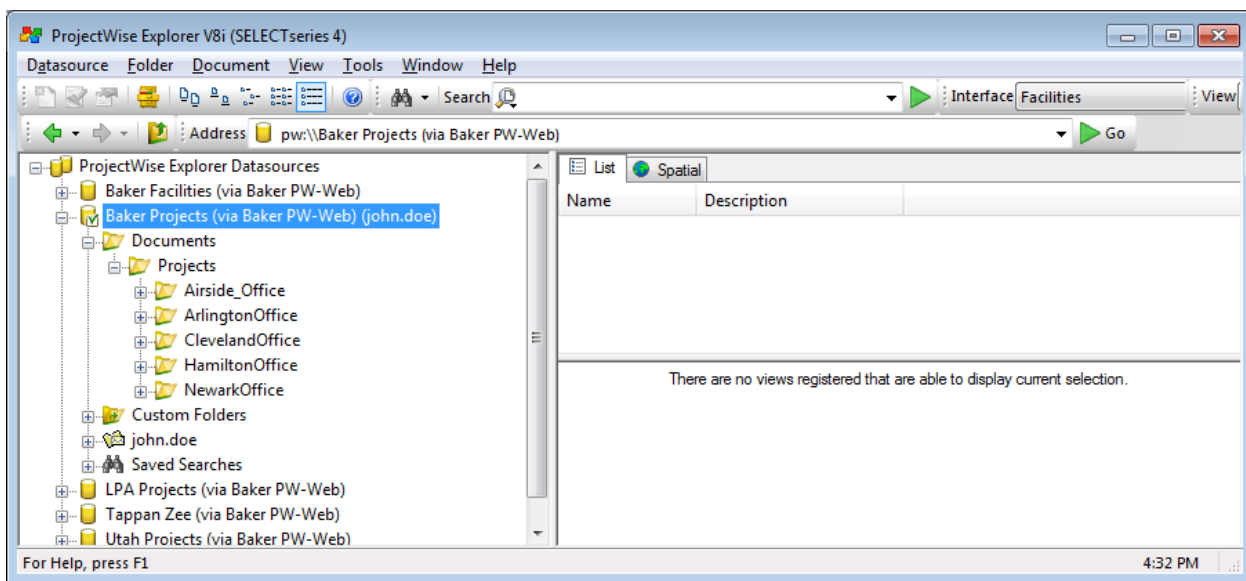 ProjectWise Explorer V8i (SELECTseries 4)
Datasource Folder Document View Tools Window Help
Search Interface Facilities View
Address pw:\\Baker Projects (via Baker PW-Web) Go
ProjectWise Explorer Datasources
Baker Facilities (via Baker PW-Web)
Baker Projects (via Baker PW-Web) (john.doe)
Documents
Projects
Airside_Office
ArlingtonOffice
ClevelandOffice
HamiltonOffice
NewarkOffice
Custom Folders
john.doe
Saved Searches
LPA Projects (via Baker PW-Web)
Tappan Zee (via Baker PW-Web)
Utah Projects (via Baker PW-Web)
List Spatial
Name Description
There are no views registered that are able to display current selection.
For Help, press F1 4:32 PM